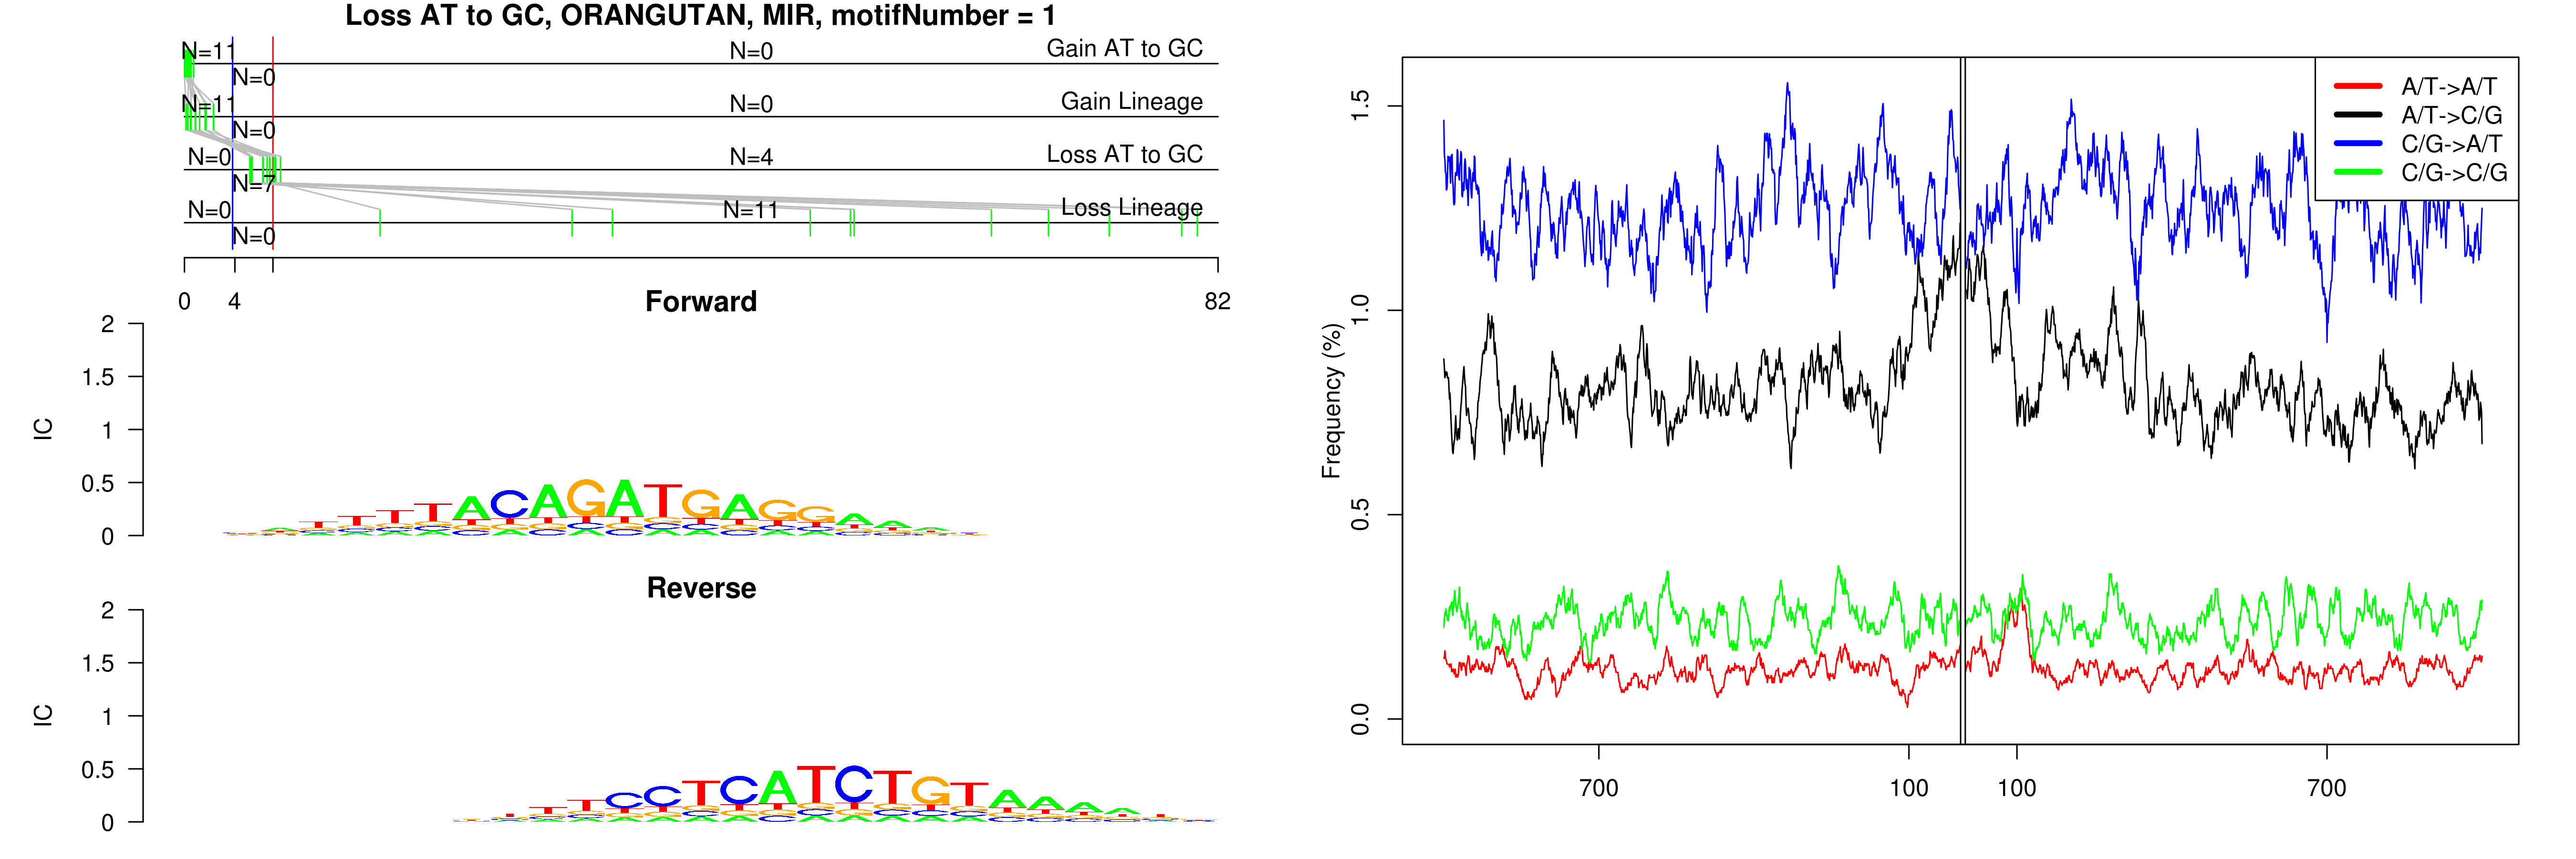 Loss AT to GC, ORANGUTAN, MIR, motifNumber = 1
N=11 N=0 Gain AT to GC
N=0
N=11 N=0 Gain Lineage
N=0
N=0 N=4 Loss AT to GC
N=7
N=0 N=11 Loss Lineage
N=0
0 4 82
Forward
2
1.5
1
0.5
0
IC
TTTTACAGATGAGGAAA
Reverse
2
1.5
1
0.5
0
IC
TTCCTCATCTGTAAAA
A/T->A/T
A/T->C/G
C/G->A/T
C/G->C/G
1.5
1.0
0.5
0.0
Frequency (%)
700 100 100 700